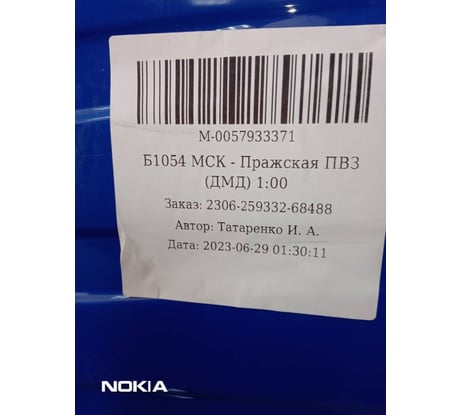 М-0057933371
Б1054 МСК - Пражская ПВЗ
(ДМД) 1:00
Заказ: 2306-259332-68488
Автор: Татаренко И. А.
Дата: 2023-06-29 01:30:11
NOKIA